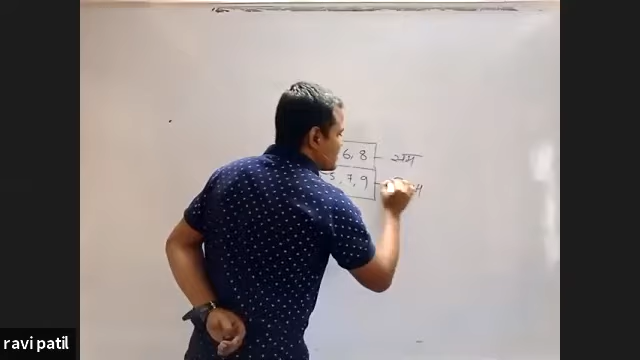 6, 8 - सम
5, 7, 9
ravi patil